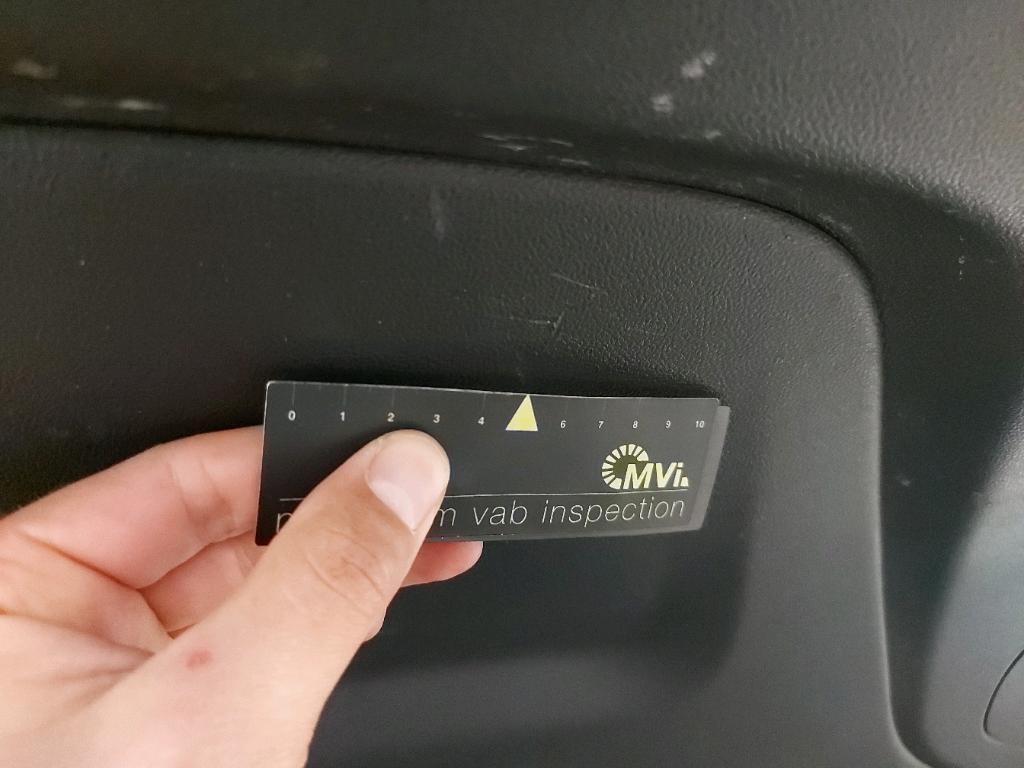 0 1 2 3 4 6 7 8 9 10
MVi.
vab inspection